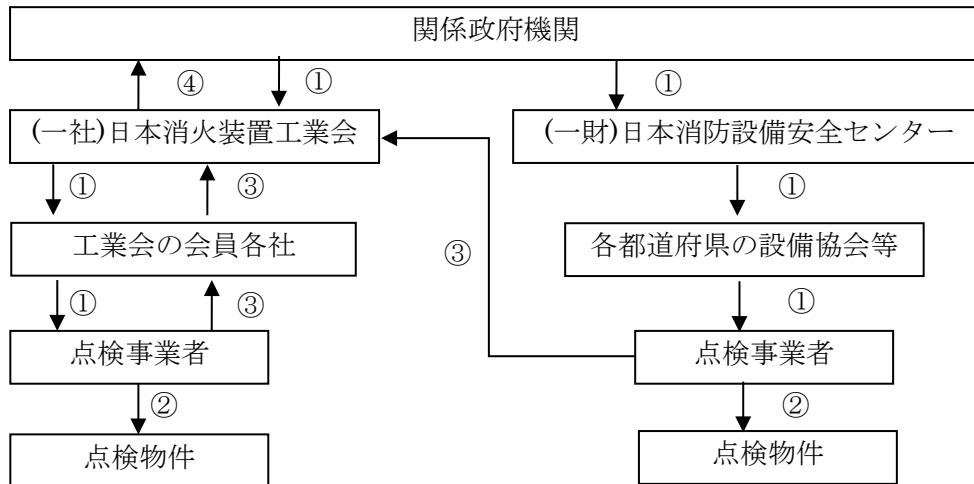 関係政府機関
④
①
①
(一社)日本消火装置工業会
(一財)日本消防設備安全センター
①
③
①
工業会の会員各社
③
各都道府県の設備協会等
①
③
①
点検事業者
点検事業者
②
②
点検物件
点検物件